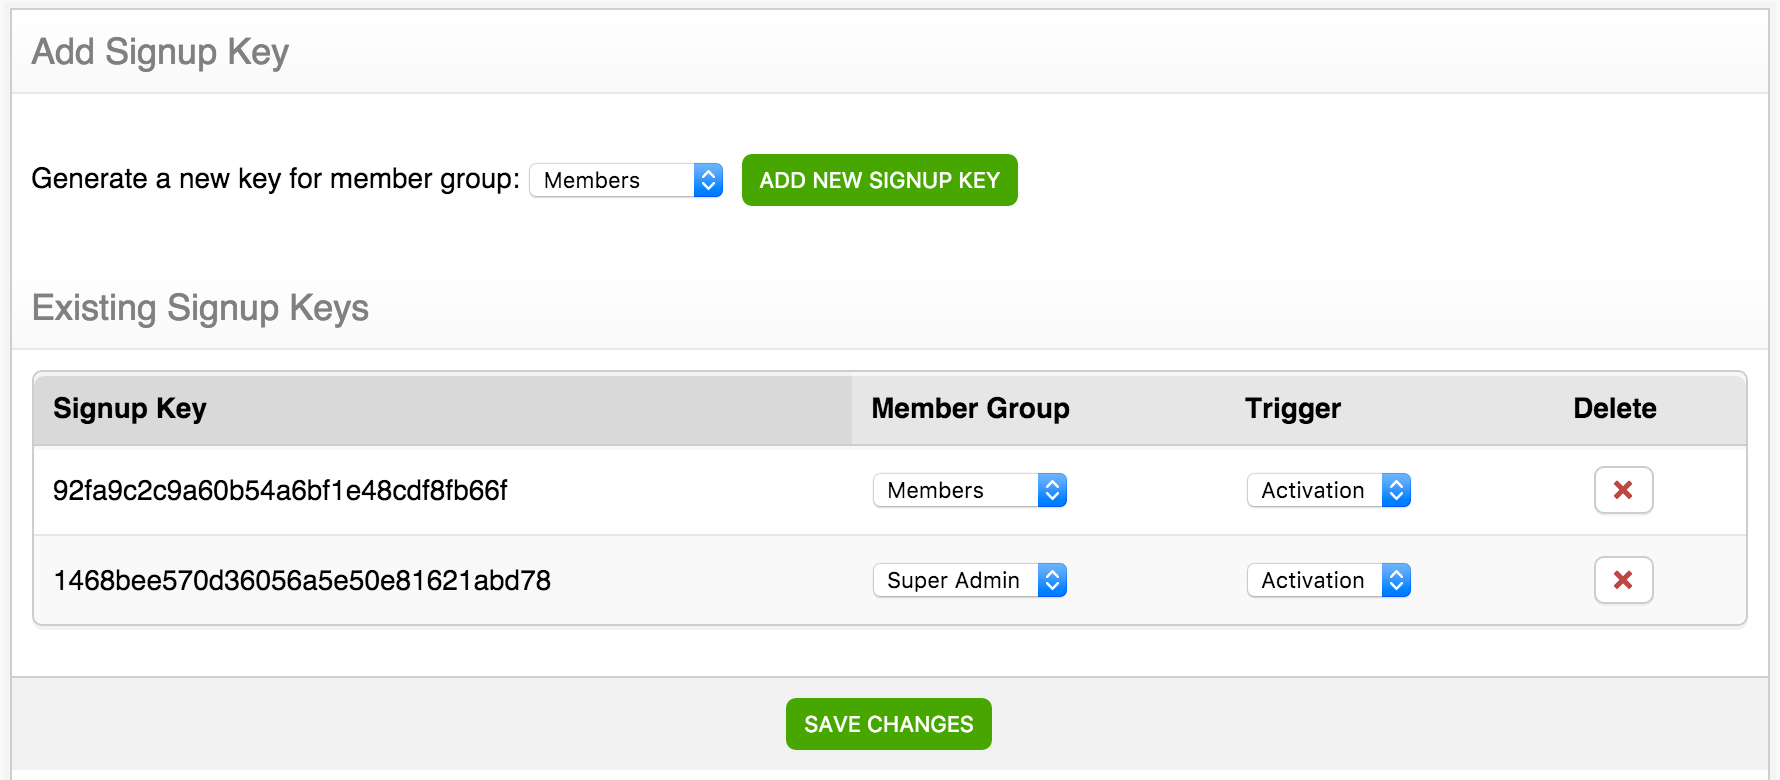 Add Signup Key
Generate a new key for member group: Members ADD NEW SIGNUP KEY
Existing Signup Keys
Signup Key Member Group Trigger Delete
92fa9c2c9a60b54a6bf1e48cdf8fb66f Members Activation
1468bee570d36056a5e50e81621abd78 Super Admin Activation
SAVE CHANGES